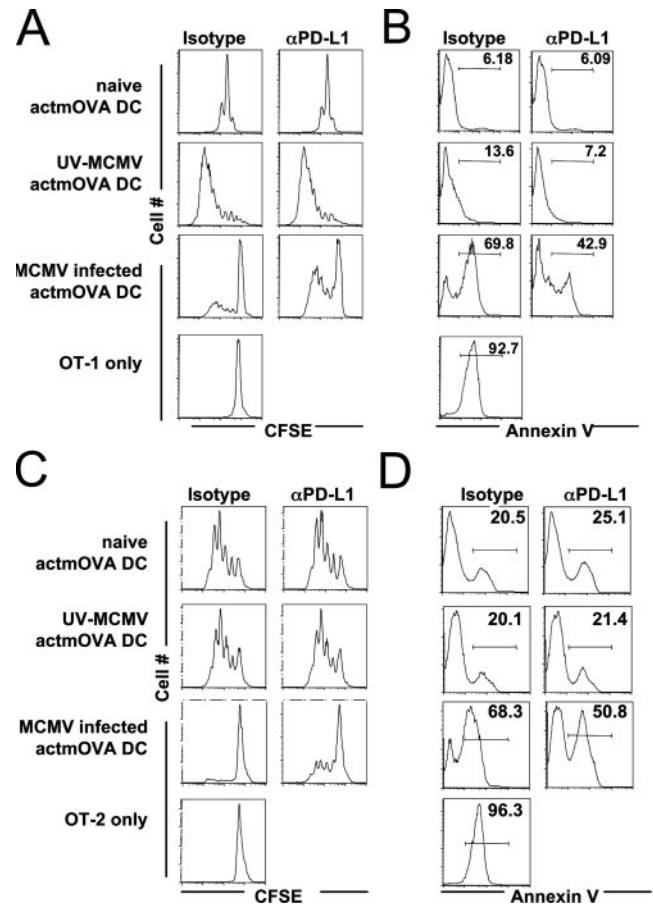 A
B
Isotype
αPD-L1
Isotype
αPD-L1
naive
actmOVA DC
6.18
6.09
UV-MCMV
actmOVA DC
13.6
7.2
Cell #
MCMV infected
actmOVA DC
69.8
42.9
OT-1 only
92.7
CFSE
Annexin V
C
D
Isotype
αPD-L1
Isotype
αPD-L1
naive
actmOVA DC
20.5
25.1
UV-MCMV
actmOVA DC
20.1
21.4
Cell #
MCMV infected
actmOVA DC
68.3
50.8
OT-2 only
96.3
CFSE
Annexin V